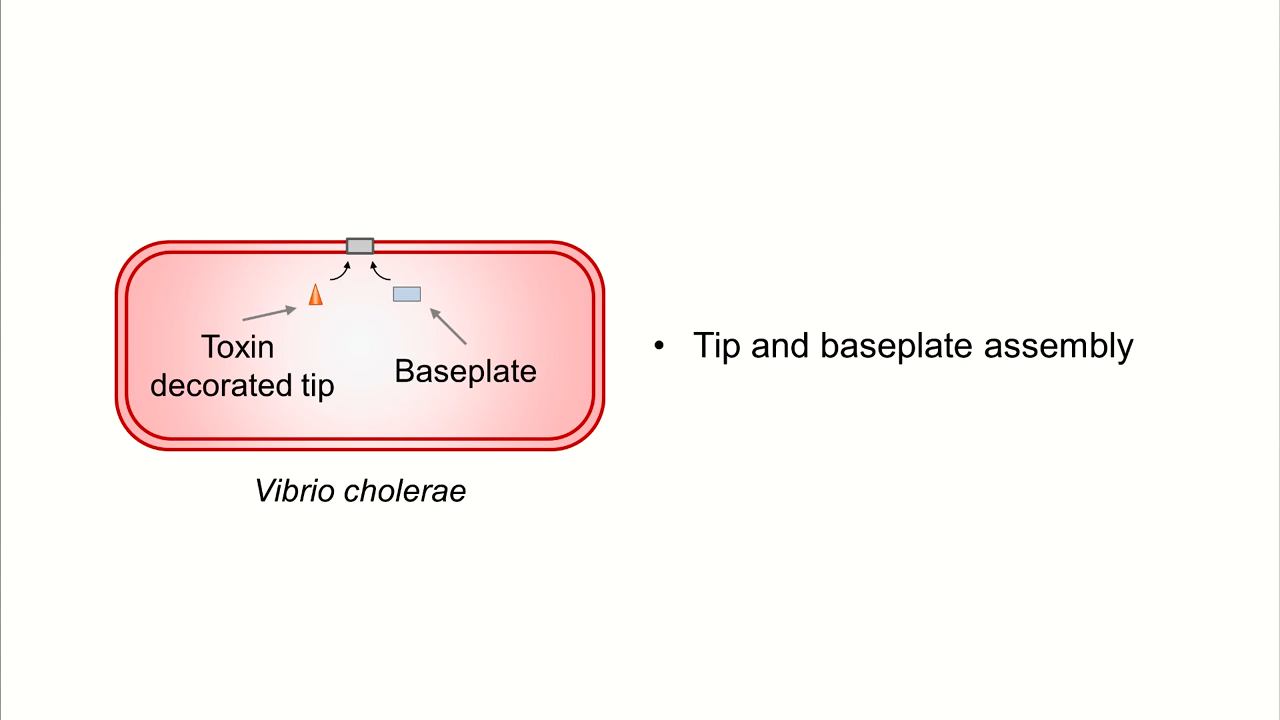 Toxin
decorated tip
Baseplate
• Tip and baseplate assembly
Vibrio cholerae